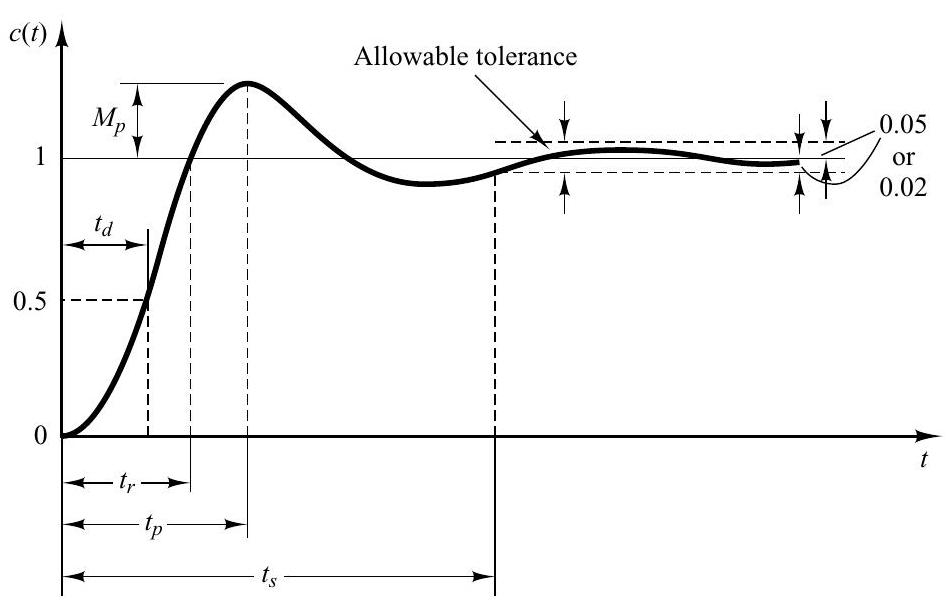 c(t)
Allowable tolerance
M_p
0.05
1
or
0.02
t_d
0.5
0
t
t_r
t_p
t_s